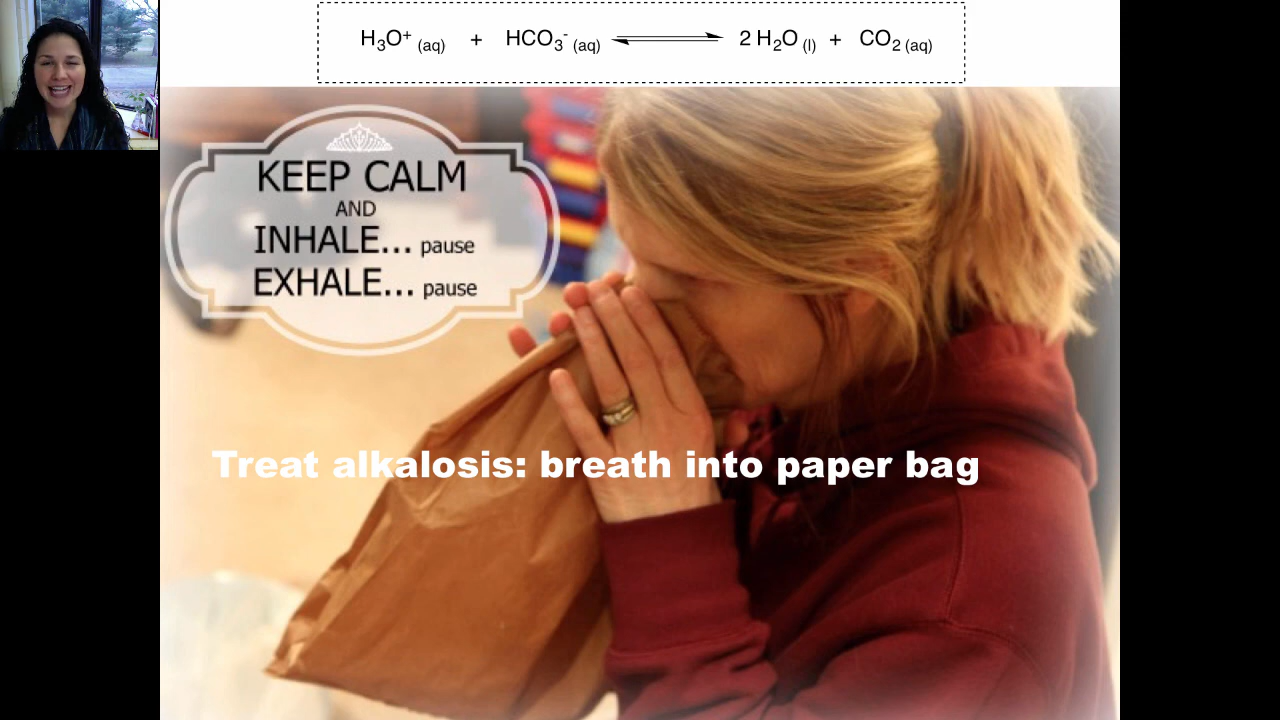 H₃O⁺ (aq) + HCO₃⁻ (aq) ⇌ 2 H₂O (l) + CO₂ (aq)
KEEP CALM
AND
INHALE... pause
EXHALE... pause
Treat alkalosis: breath into paper bag